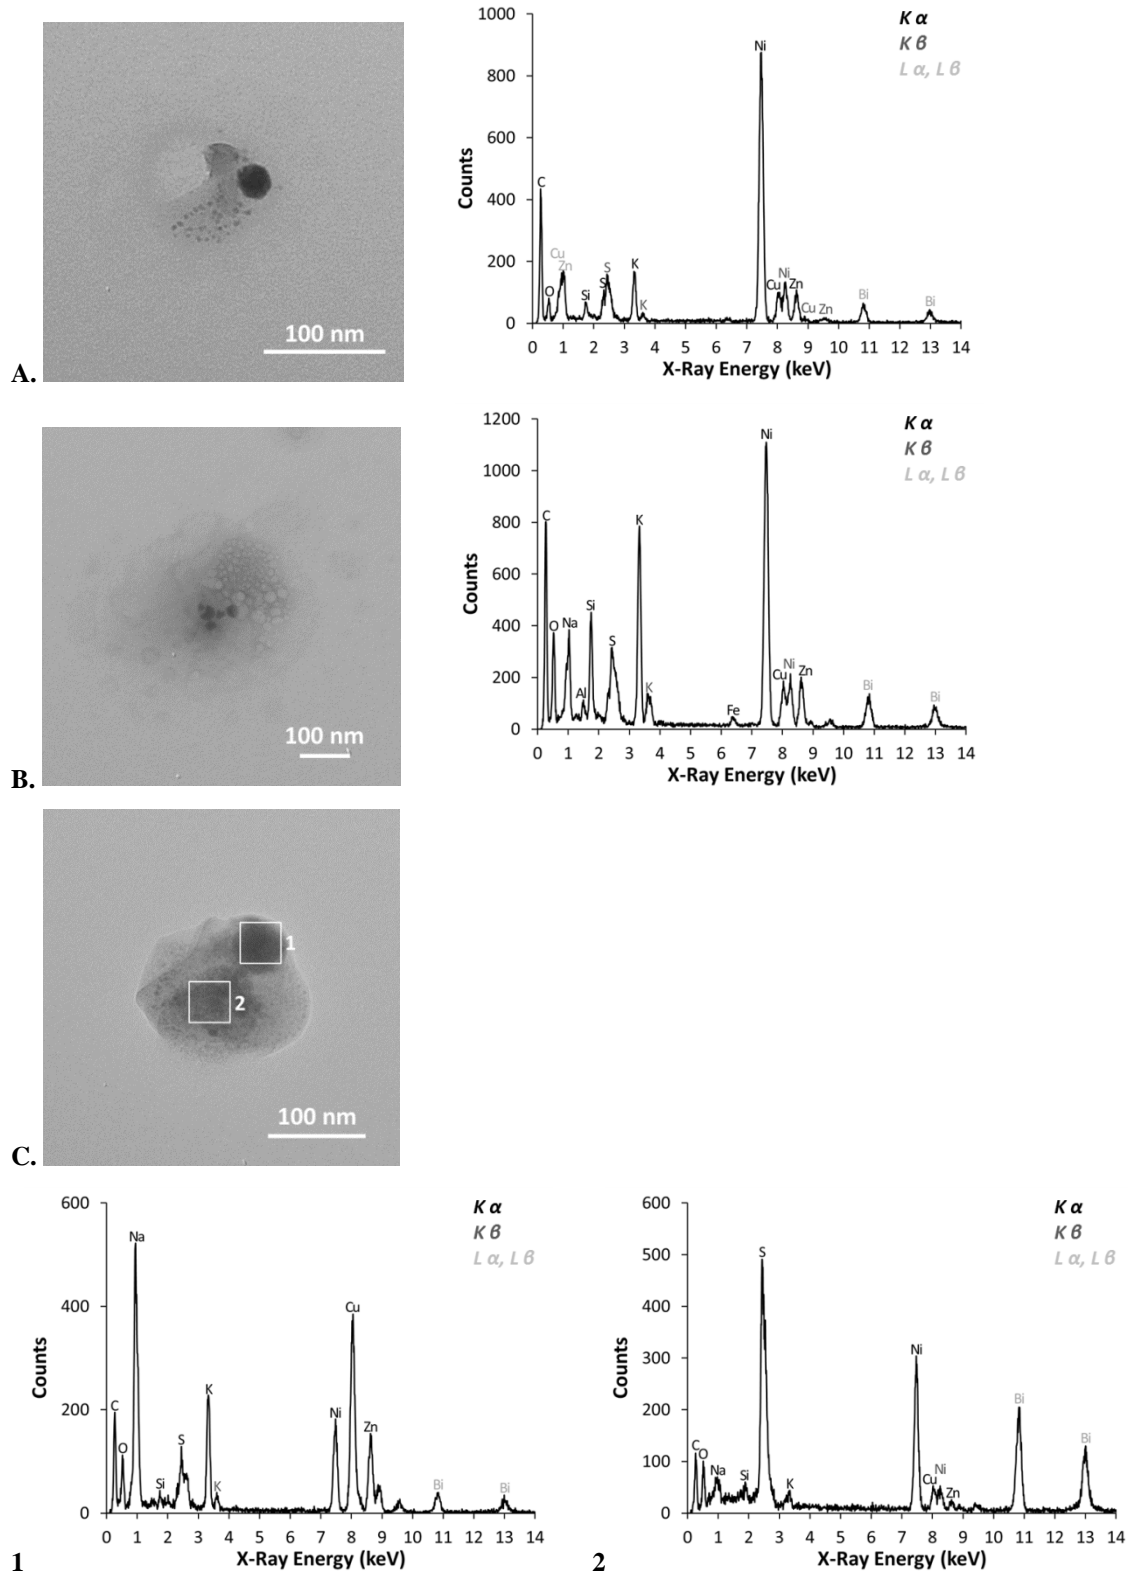 A.
100 nm
1000
800
600
400
200
0
Counts
0 1 2 3 4 5 6 7 8 9 10 11 12 13 14
X-Ray Energy (keV)
K α
K β
L α, L β
C
O
Cu
Zn
Si
S
S
K
K
Ni
Cu
Ni
Zn
Cu
Zn
Bi
Bi
B.
100 nm
1200
1000
800
600
400
200
0
Counts
0 1 2 3 4 5 6 7 8 9 10 11 12 13 14
X-Ray Energy (keV)
K α
K β
L α, L β
C
O
Na
Al
Si
S
K
K
Fe
Ni
Cu
Ni
Zn
Bi
Bi
C.
1
2
100 nm
1
600
400
200
0
Counts
0 1 2 3 4 5 6 7 8 9 10 11 12 13 14
X-Ray Energy (keV)
K α
K β
L α, L β
C
O
Na
Si
S
K
K
Ni
Cu
Zn
Bi
Bi
2
600
500
400
300
200
100
0
Counts
0 1 2 3 4 5 6 7 8 9 10 11 12 13 14
X-Ray Energy (keV)
K α
K β
L α, L β
C
O
Na
Si
S
K
Ni
Cu
Ni
Zn
Bi
Bi